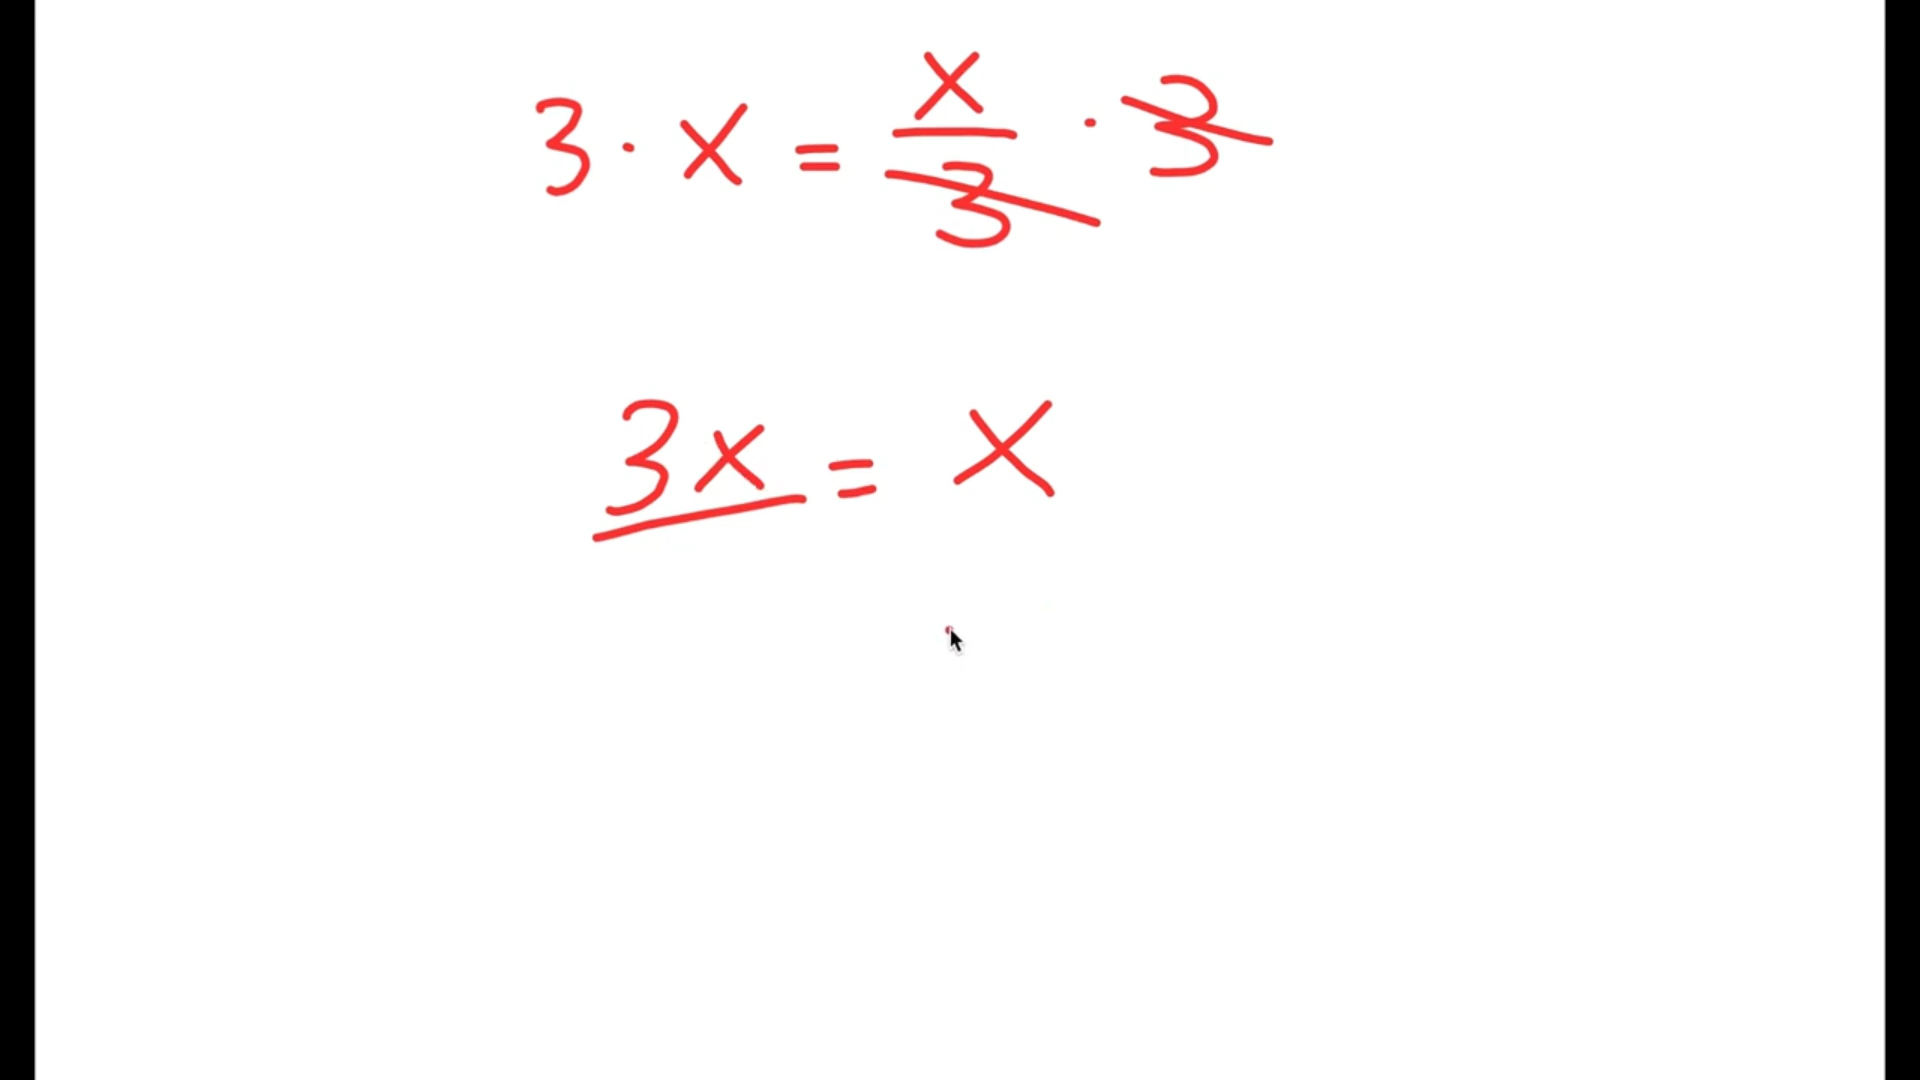 3 · x = x/3 · 3
3x = x